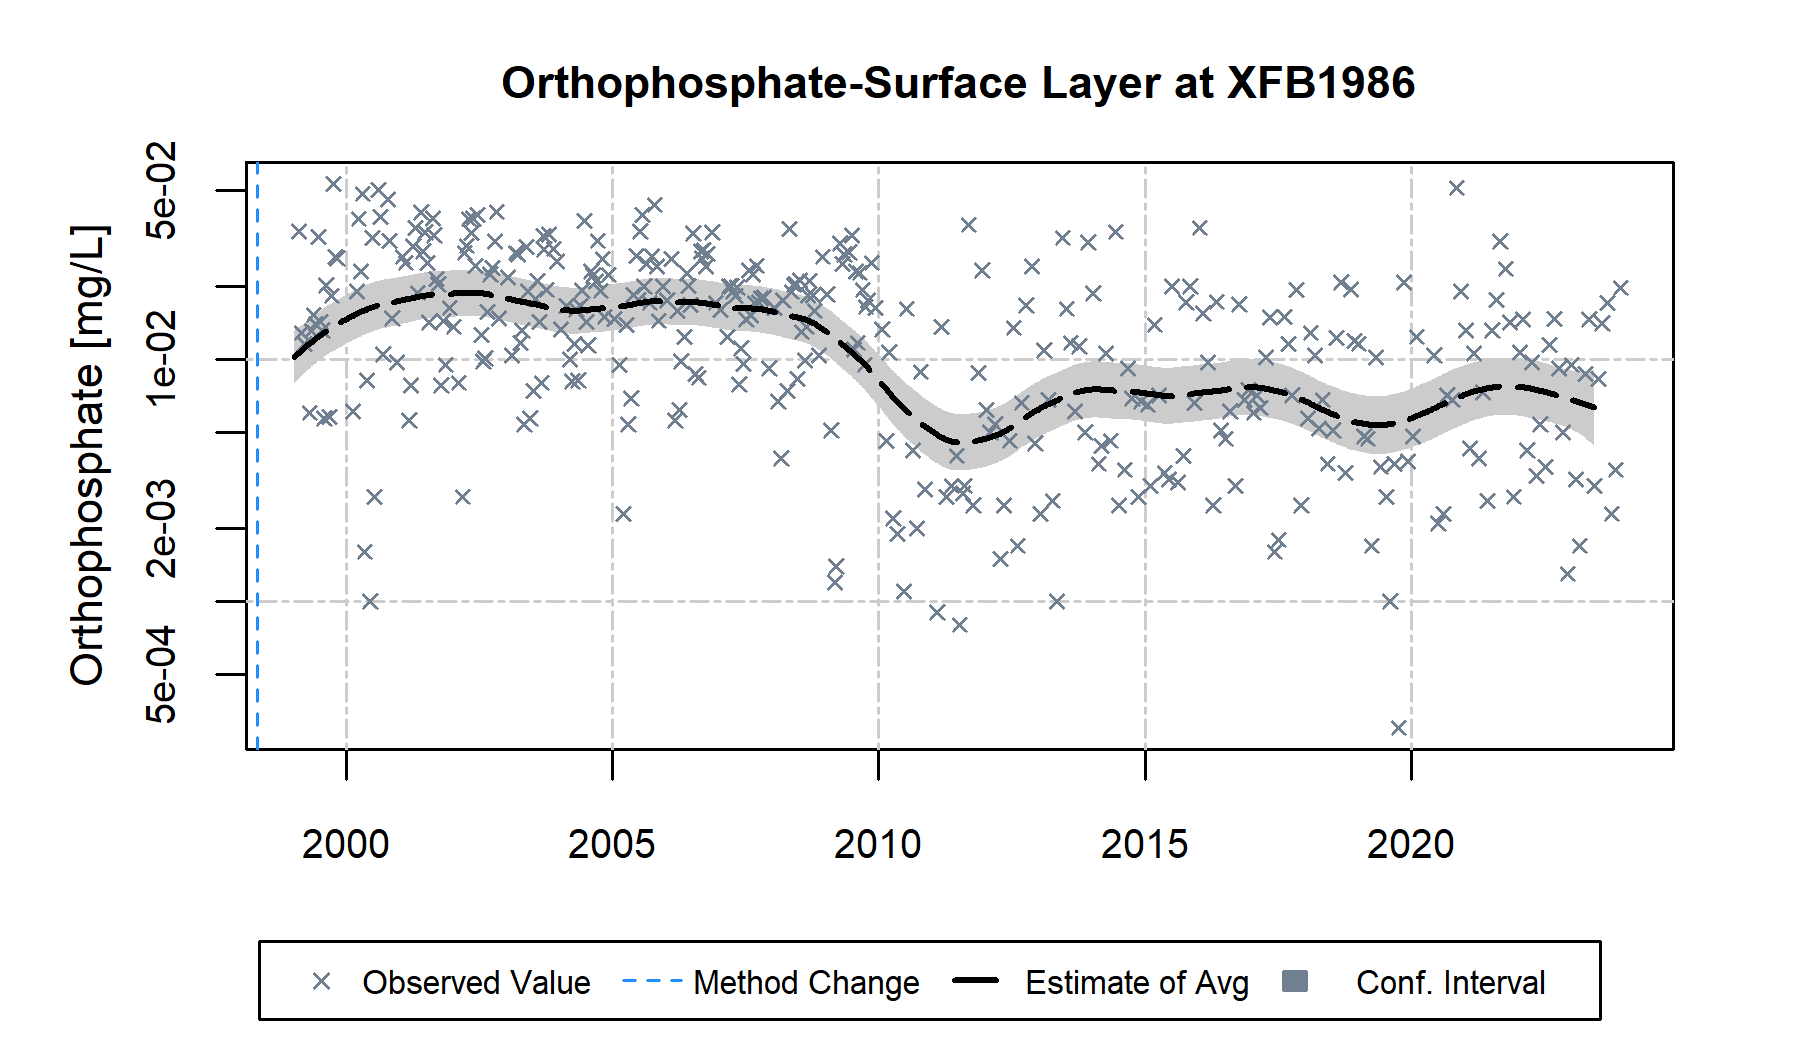 Orthophosphate-Surface Layer at XFB1986
Orthophosphate [mg/L]
5e-02
1e-02
2e-03
5e-04
2000 2005 2010 2015 2020
Observed Value Method Change Estimate of Avg Conf. Interval